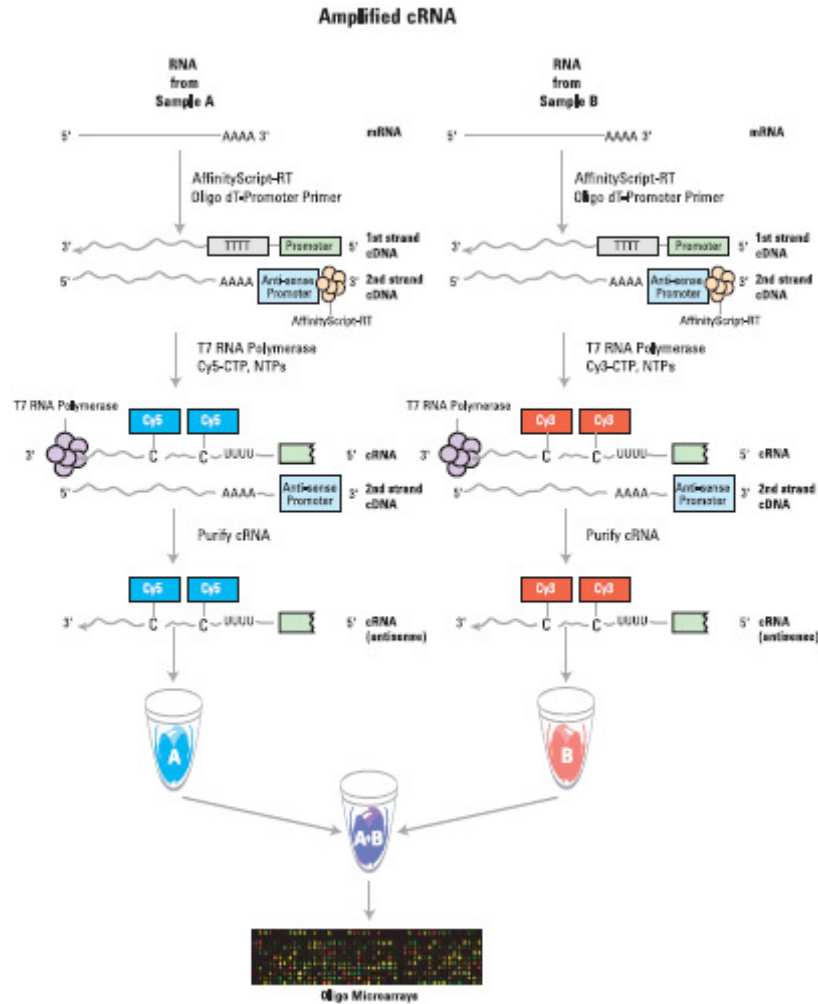 Amplified cRNA
RNA
from
Sample A
RNA
from
Sample B
5' AAAA 3' mRNA
5' AAAA 3' mRNA
AffinityScript-RT
Oligo dT-Promoter Primer
AffinityScript-RT
Oligo dT-Promoter Primer
3' TTTT Promoter 5' 1st strand
cDNA
3' TTTT Promoter 5' 1st strand
cDNA
5' AAAA Anti-sense
Promoter 3' 2nd strand
cDNA
5' AAAA Anti-sense
Promoter 3' 2nd strand
cDNA
AffinityScript-RT
AffinityScript-RT
T7 RNA Polymerase
Cy5-CTP, NTPs
T7 RNA Polymerase
Cy3-CTP, NTPs
T7 RNA Polymerase
Cy5 Cy5
T7 RNA Polymerase
Cy3 Cy3
3' C C UUUU 5' cRNA
3' C C UUUU 5' cRNA
5' AAAA Anti-sense
Promoter 3' 2nd strand
cDNA
5' AAAA Anti-sense
Promoter 3' 2nd strand
cDNA
Purify cRNA
Purify cRNA
Cy5 Cy5
Cy3 Cy3
3' C C UUUU 5' cRNA
(antisense)
3' C C UUUU 5' cRNA
(antisense)
A
B
A+B
Oligo Microarrays